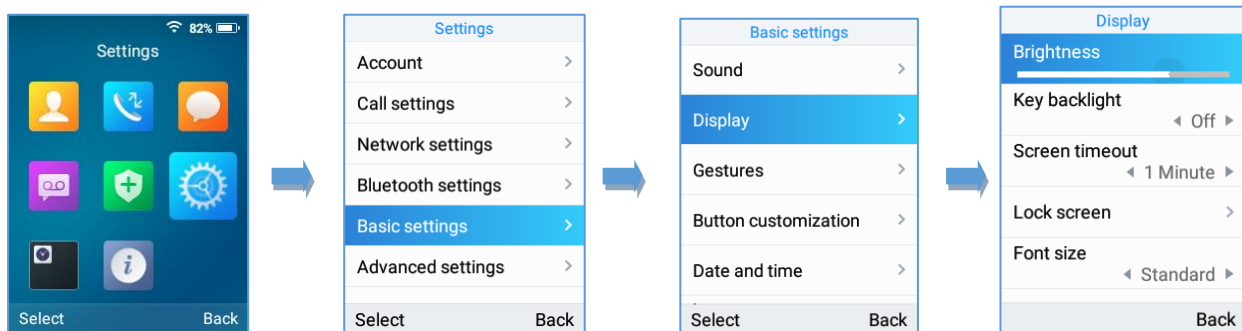 82%
Settings
Select Back
Settings
Account
Call settings
Network settings
Bluetooth settings
Basic settings
Advanced settings
Select Back
Basic settings
Sound
Display
Gestures
Button customization
Date and time
Select Back
Display
Brightness
Key backlight
Off
Screen timeout
1 Minute
Lock screen
Font size
Standard
Back